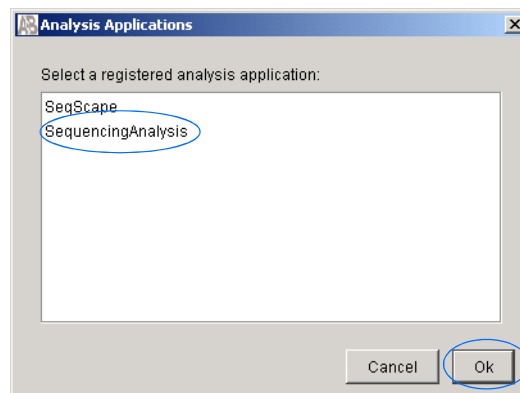 Analysis Applications
Select a registered analysis application:
SeqScape
SequencingAnalysis
Cancel Ok